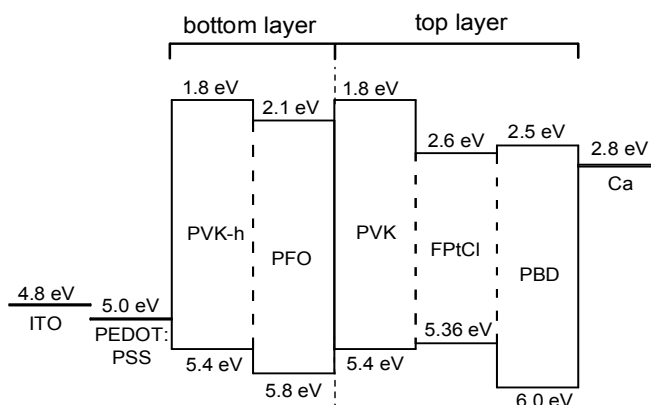 bottom layer
top layer
1.8 eV
2.1 eV
1.8 eV
2.6 eV
2.5 eV
2.8 eV
Ca
PVK-h
PFO
PVK
FPtCl
PBD
4.8 eV
ITO
5.0 eV
PEDOT:
PSS
5.4 eV
5.8 eV
5.4 eV
5.36 eV
6.0 eV